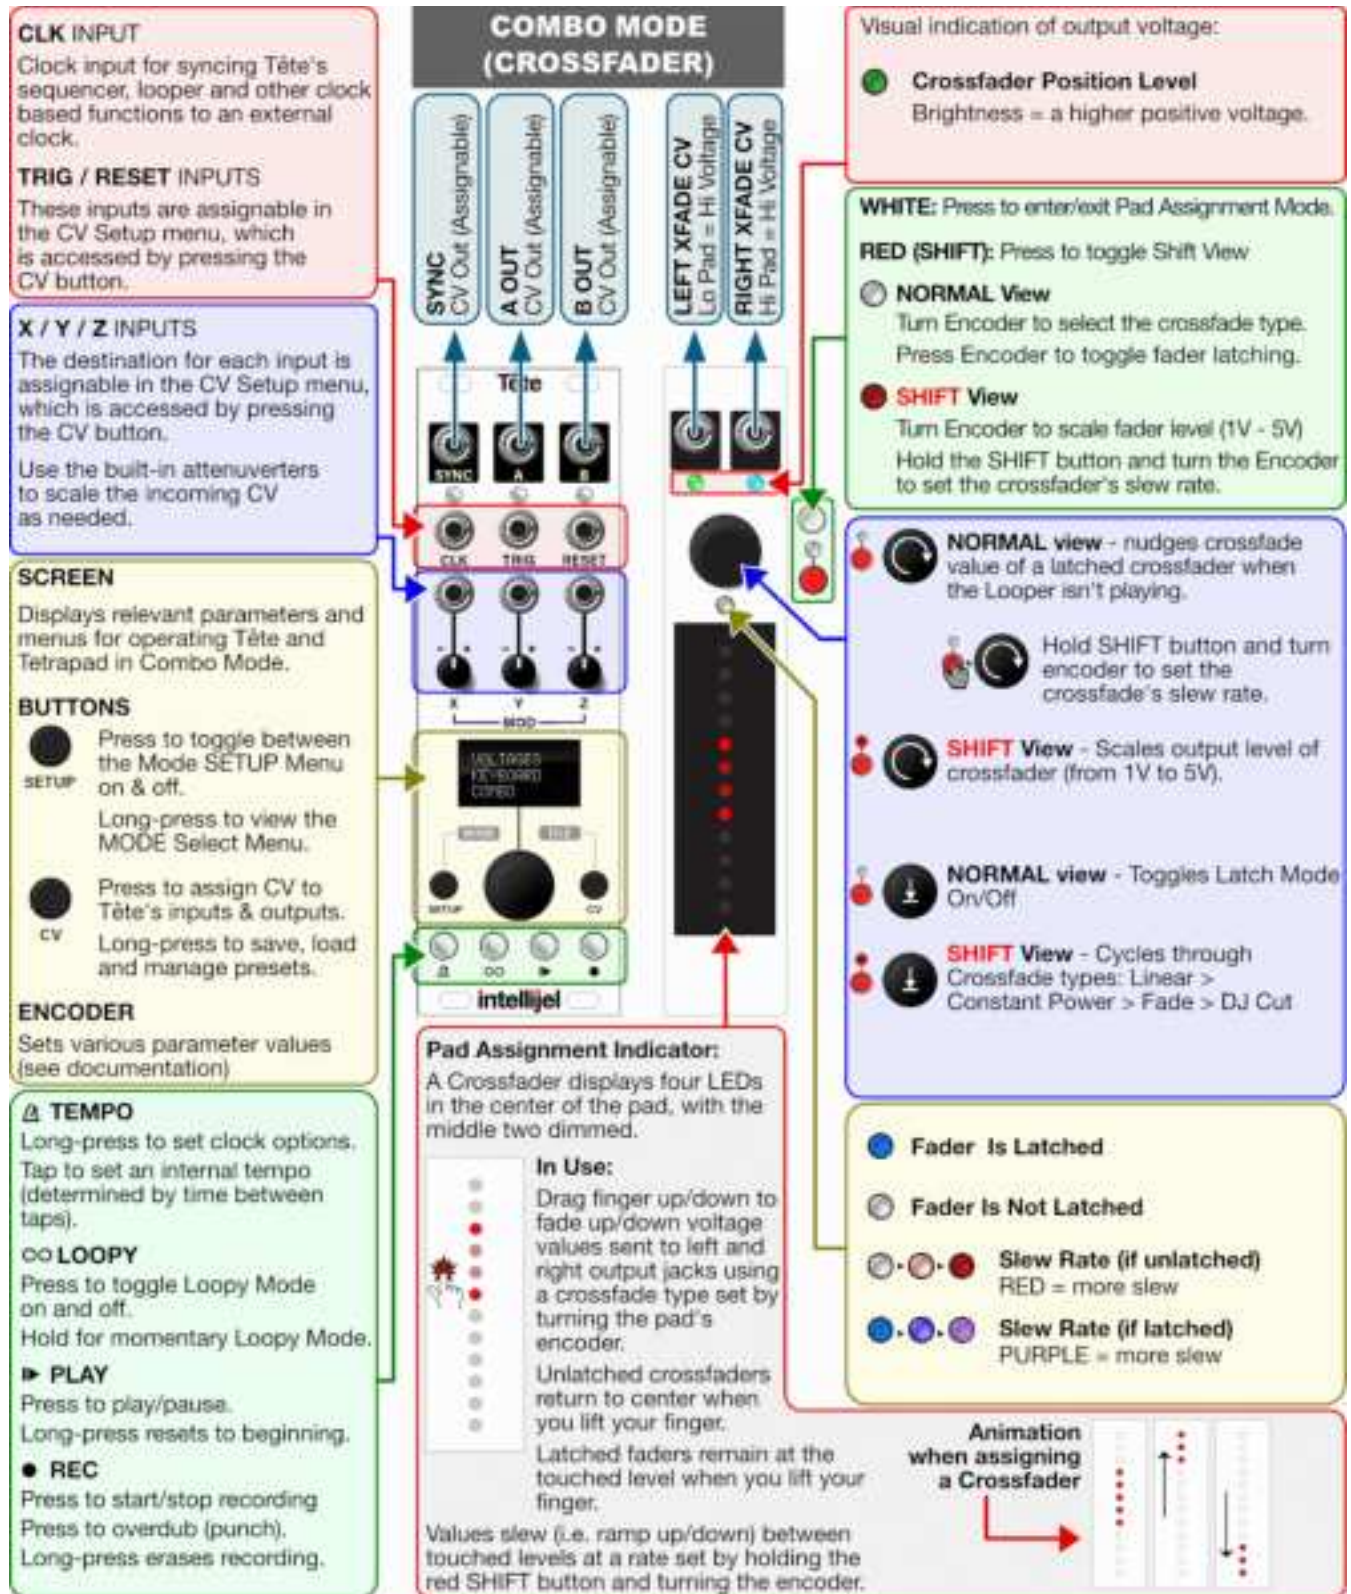 CLK INPUT
Clock input for syncing Tête's
sequencer, looper and other clock
based functions to an external
clock.
TRIG / RESET INPUTS
These inputs are assignable in
the CV Setup menu, which
is accessed by pressing the
CV button.
X / Y / Z INPUTS
The destination for each input is
assignable in the CV Setup menu,
which is accessed by pressing
the CV button.
Use the built-in attenuverters
to scale the incoming CV
as needed.
SCREEN
Displays relevant parameters and
menus for operating Tête and
Tetrapad in Combo Mode.
BUTTONS
SETUP
Press to toggle between
the Mode SETUP Menu
on & off.
Long-press to view the
MODE Select Menu.
CV
Press to assign CV to
Tête's inputs & outputs.
Long-press to save, load
and manage presets.
ENCODER
Sets various parameter values
(see documentation)
TEMPO
Long-press to set clock options.
Tap to set an internal tempo
(determined by time between
taps).
LOOPY
Press to toggle Loopy Mode
on and off.
Hold for momentary Loopy Mode.
PLAY
Press to play/pause.
Long-press resets to beginning.
REC
Press to start/stop recording
Press to overdub (punch).
Long-press erases recording.
COMBO MODE
(CROSSFADER)
SYNC
CV Out (Assignable)
A OUT
CV Out (Assignable)
B OUT
CV Out (Assignable)
LEFT XFADE CV
Lo Pad = Hi Voltage
RIGHT XFADE CV
Hi Pad = Hi Voltage
Tête
SYNC A B
CLK TRIG RESET
- + - + - +
X Y Z
MOD
VOLTAGES
KEYBOARD
COMBO
SETUP CV
intellijel
Pad Assignment Indicator:
A Crossfader displays four LEDs
in the center of the pad, with the
middle two dimmed.
In Use:
Drag finger up/down to
fade up/down voltage
values sent to left and
right output jacks using
a crossfade type set by
turning the pad's
encoder.
Unlatched crossfaders
return to center when
you lift your finger.
Latched faders remain at the
touched level when you lift your
finger.
Values slew (i.e. ramp up/down) between
touched levels at a rate set by holding the
red SHIFT button and turning the encoder.
Animation
when assigning
a Crossfader
Visual indication of output voltage:
Crossfader Position Level
Brightness = a higher positive voltage.
WHITE: Press to enter/exit Pad Assignment Mode.
RED (SHIFT): Press to toggle Shift View
NORMAL View
Turn Encoder to select the crossfade type.
Press Encoder to toggle fader latching.
SHIFT View
Turn Encoder to scale fader level (1V - 5V)
Hold the SHIFT button and turn the Encoder
to set the crossfader's slew rate.
NORMAL view - nudges crossfade
value of a latched crossfader when
the Looper isn't playing.
Hold SHIFT button and turn
encoder to set the
crossfade's slew rate.
SHIFT View - Scales output level of
crossfader (from 1V to 5V).
NORMAL view - Toggles Latch Mode
On/Off
SHIFT View - Cycles through
Crossfade types: Linear >
Constant Power > Fade > DJ Cut
Fader Is Latched
Fader Is Not Latched
Slew Rate (if unlatched)
RED = more slew
Slew Rate (if latched)
PURPLE = more slew